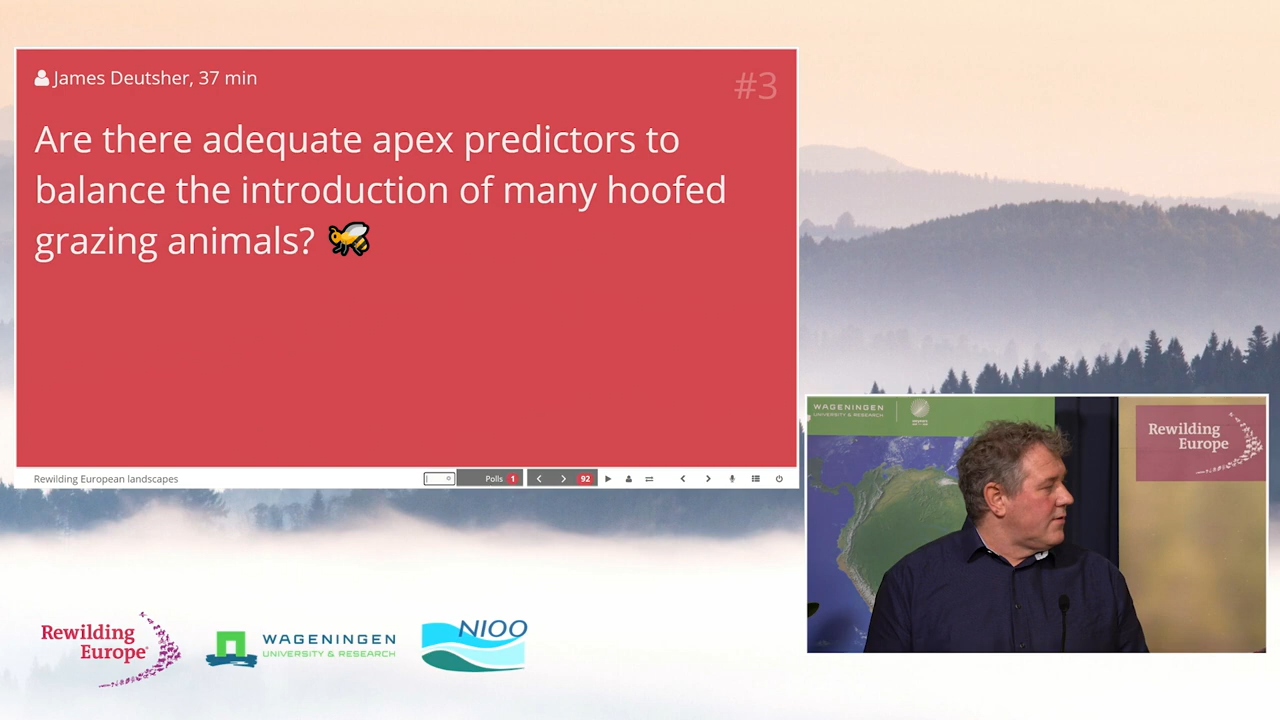 James Deutsher, 37 min
#3
Are there adequate apex predictors to
balance the introduction of many hoofed
grazing animals?
Rewilding European landscapes
Polls 1
92
WAGENINGEN
UNIVERSITY & RESEARCH
Rewilding
Europe
Rewilding
Europe
WAGENINGEN
UNIVERSITY & RESEARCH
NIOO